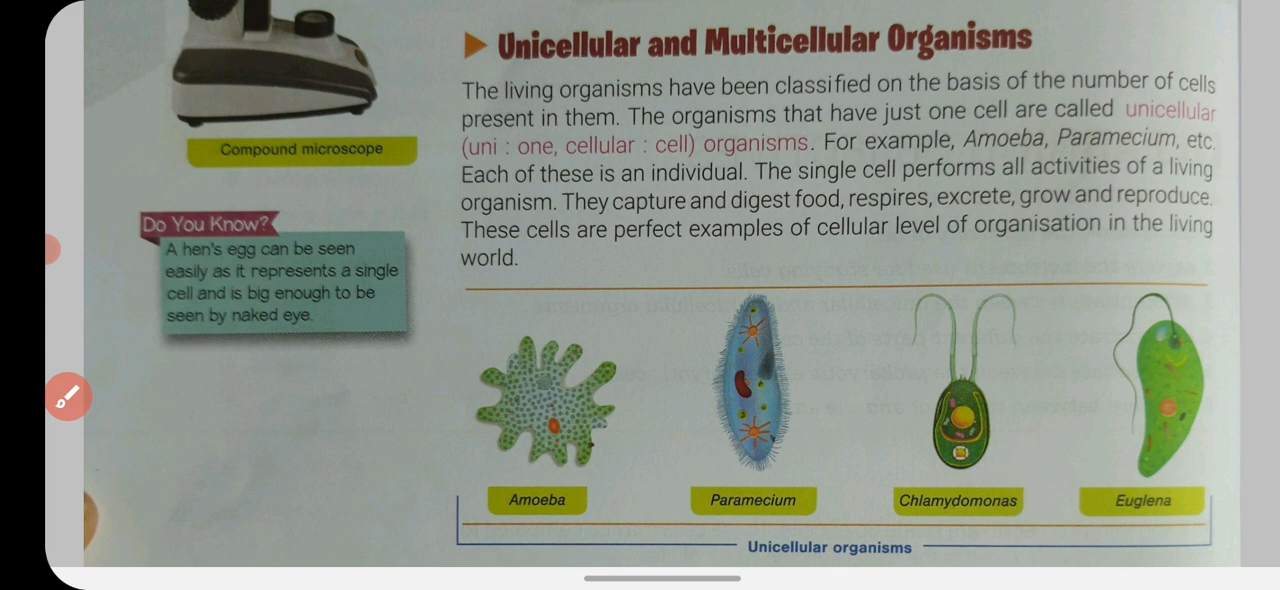 Unicellular and Multicellular Organisms
The living organisms have been classified on the basis of the number of cells
present in them. The organisms that have just one cell are called unicellular
(uni : one, cellular : cell) organisms. For example, Amoeba, Paramecium, etc.
Each of these is an individual. The single cell performs all activities of a living
organism. They capture and digest food, respires, excrete, grow and reproduce.
These cells are perfect examples of cellular level of organisation in the living
world.
Compound microscope
Do You Know?
A hen's egg can be seen
easily as it represents a single
cell and is big enough to be
seen by naked eye.
Amoeba
Paramecium
Chlamydomonas
Euglena
Unicellular organisms